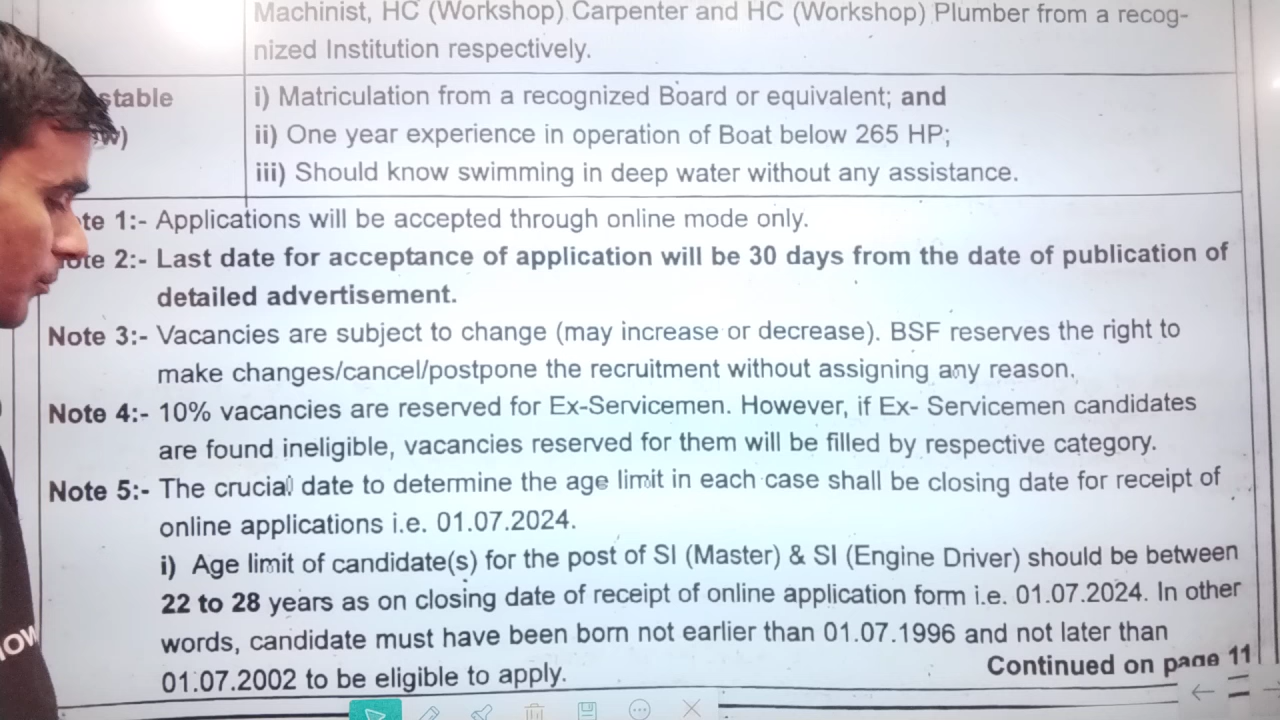 Machinist, HC (Workshop) Carpenter and HC (Workshop) Plumber from a recog-
nized Institution respectively.
stable
w)
i) Matriculation from a recognized Board or equivalent; and
ii) One year experience in operation of Boat below 265 HP;
iii) Should know swimming in deep water without any assistance.
te 1:- Applications will be accepted through online mode only.
ote 2:- Last date for acceptance of application will be 30 days from the date of publication of
detailed advertisement.
Note 3:- Vacancies are subject to change (may increase or decrease). BSF reserves the right to
make changes/cancel/postpone the recruitment without assigning any reason.
Note 4:- 10% vacancies are reserved for Ex-Servicemen. However, if Ex- Servicemen candidates
are found ineligible, vacancies reserved for them will be filled by respective category.
Note 5:- The crucial date to determine the age limit in each case shall be closing date for receipt of
online applications i.e. 01.07.2024.
i) Age limit of candidate(s) for the post of SI (Master) & SI (Engine Driver) should be between
22 to 28 years as on closing date of receipt of online application form i.e. 01.07.2024. In other
words, candidate must have been born not earlier than 01.07.1996 and not later than
01.07.2002 to be eligible to apply.
Continued on page 11